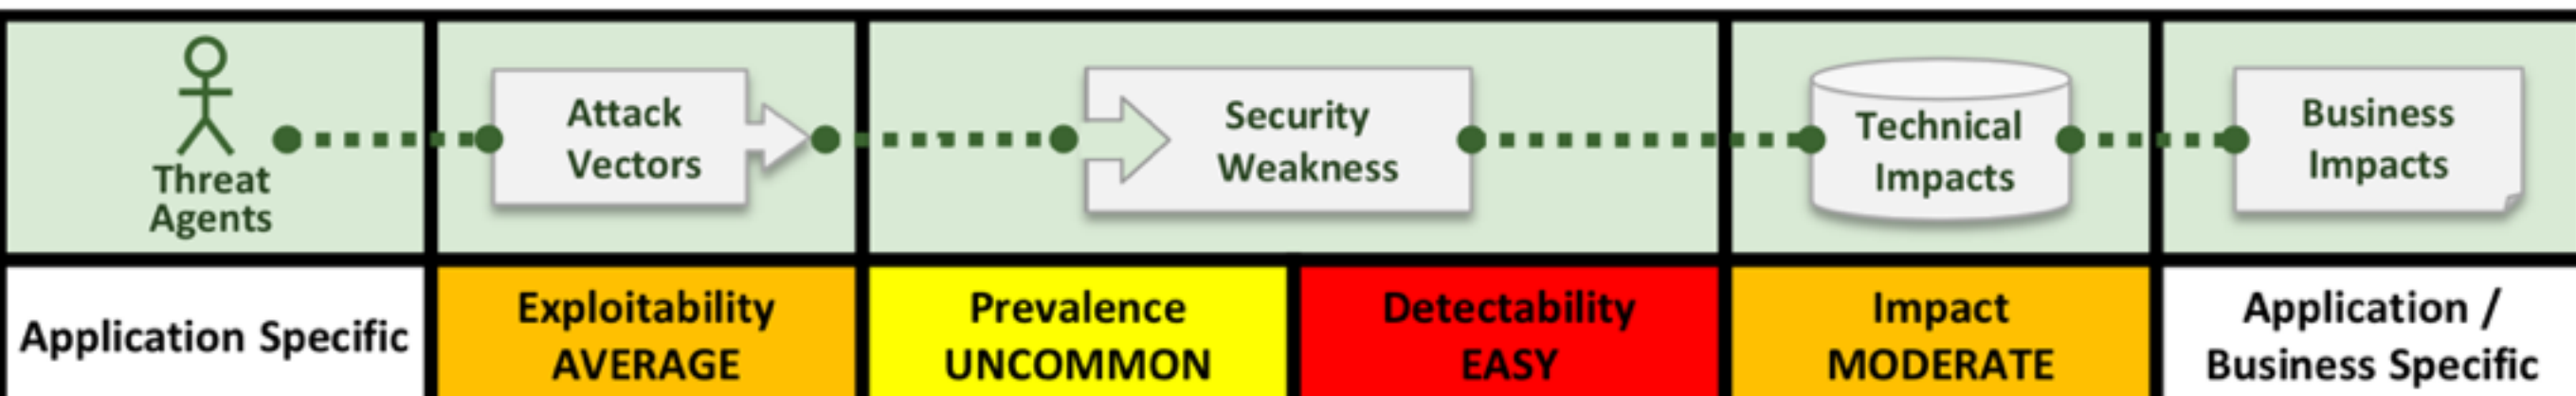 Threat
Agents
Attack
Vectors
Security
Weakness
Technical
Impacts
Business
Impacts
Application Specific
Exploitability
AVERAGE
Prevalence
UNCOMMON
Detectability
EASY
Impact
MODERATE
Application /
Business Specific